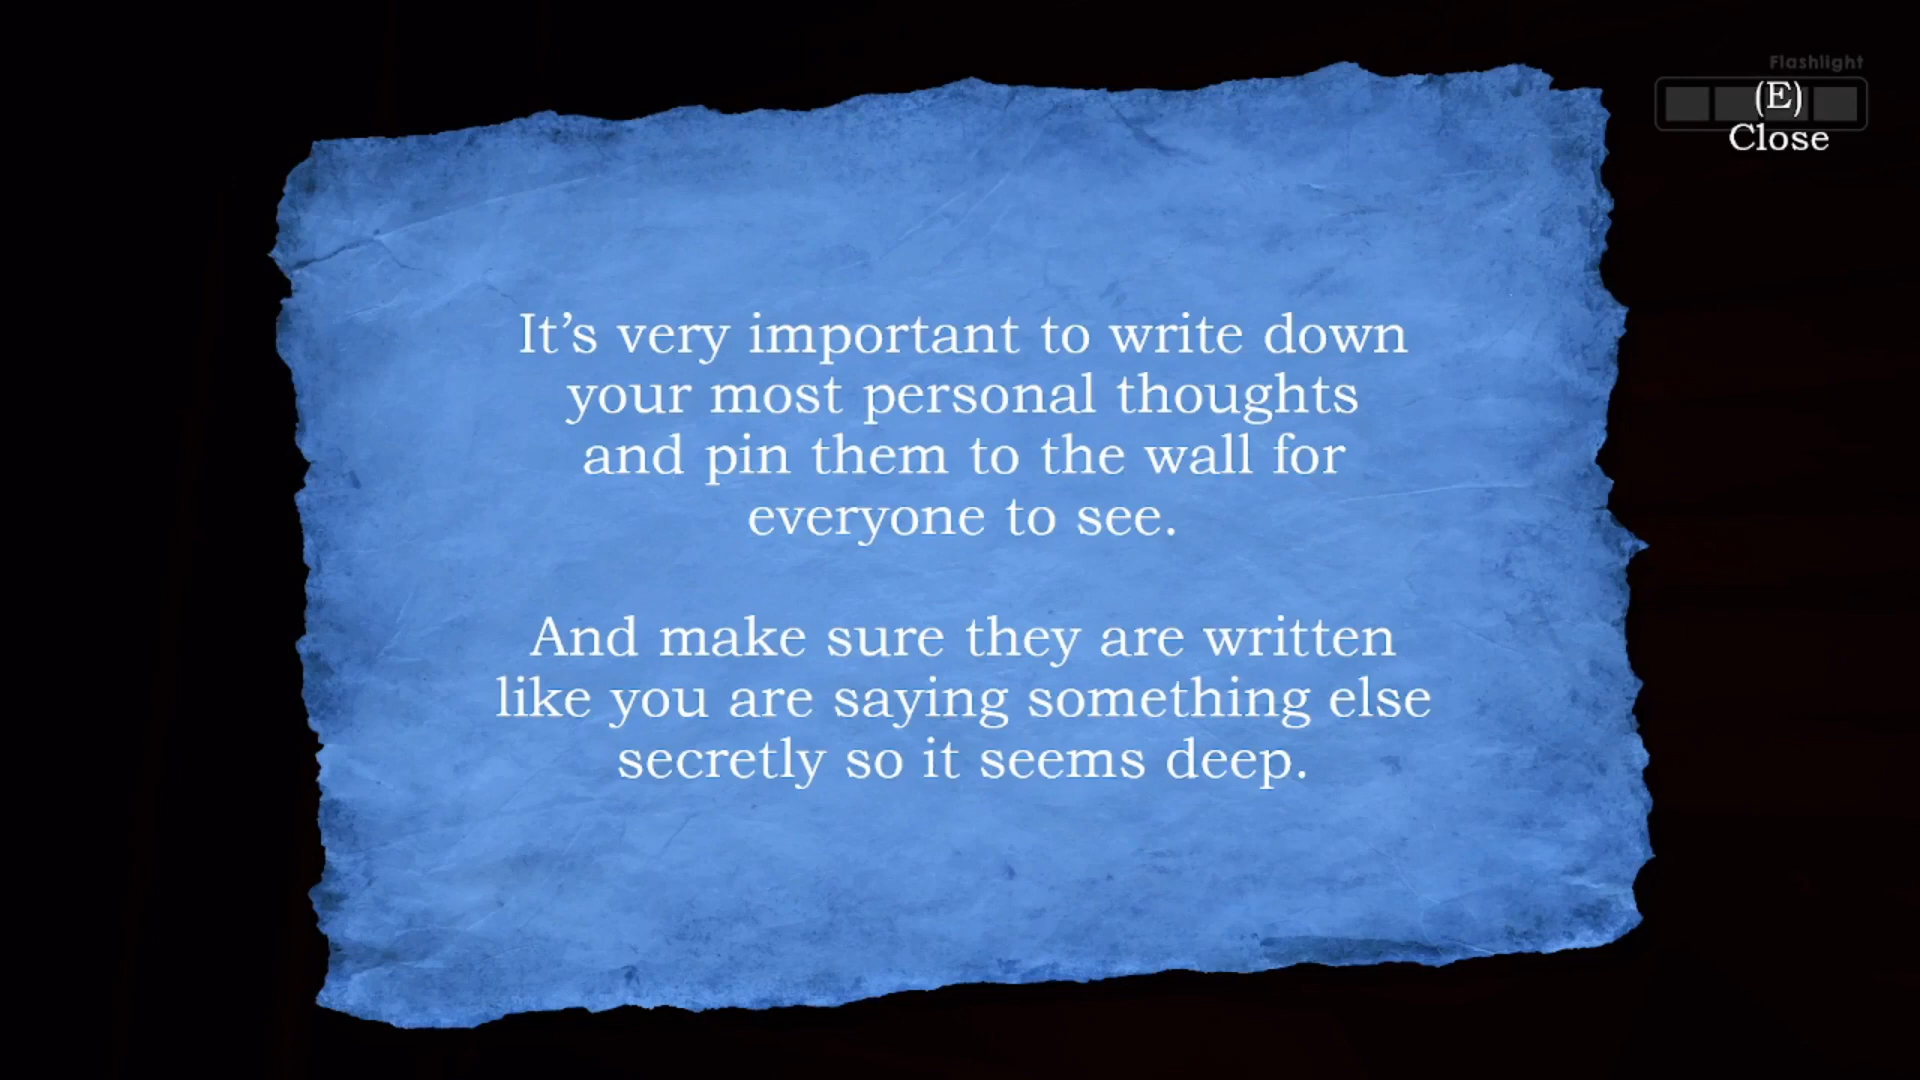 Flashlight
(E)
Close
It’s very important to write down
your most personal thoughts
and pin them to the wall for
everyone to see.
And make sure they are written
like you are saying something else
secretly so it seems deep.